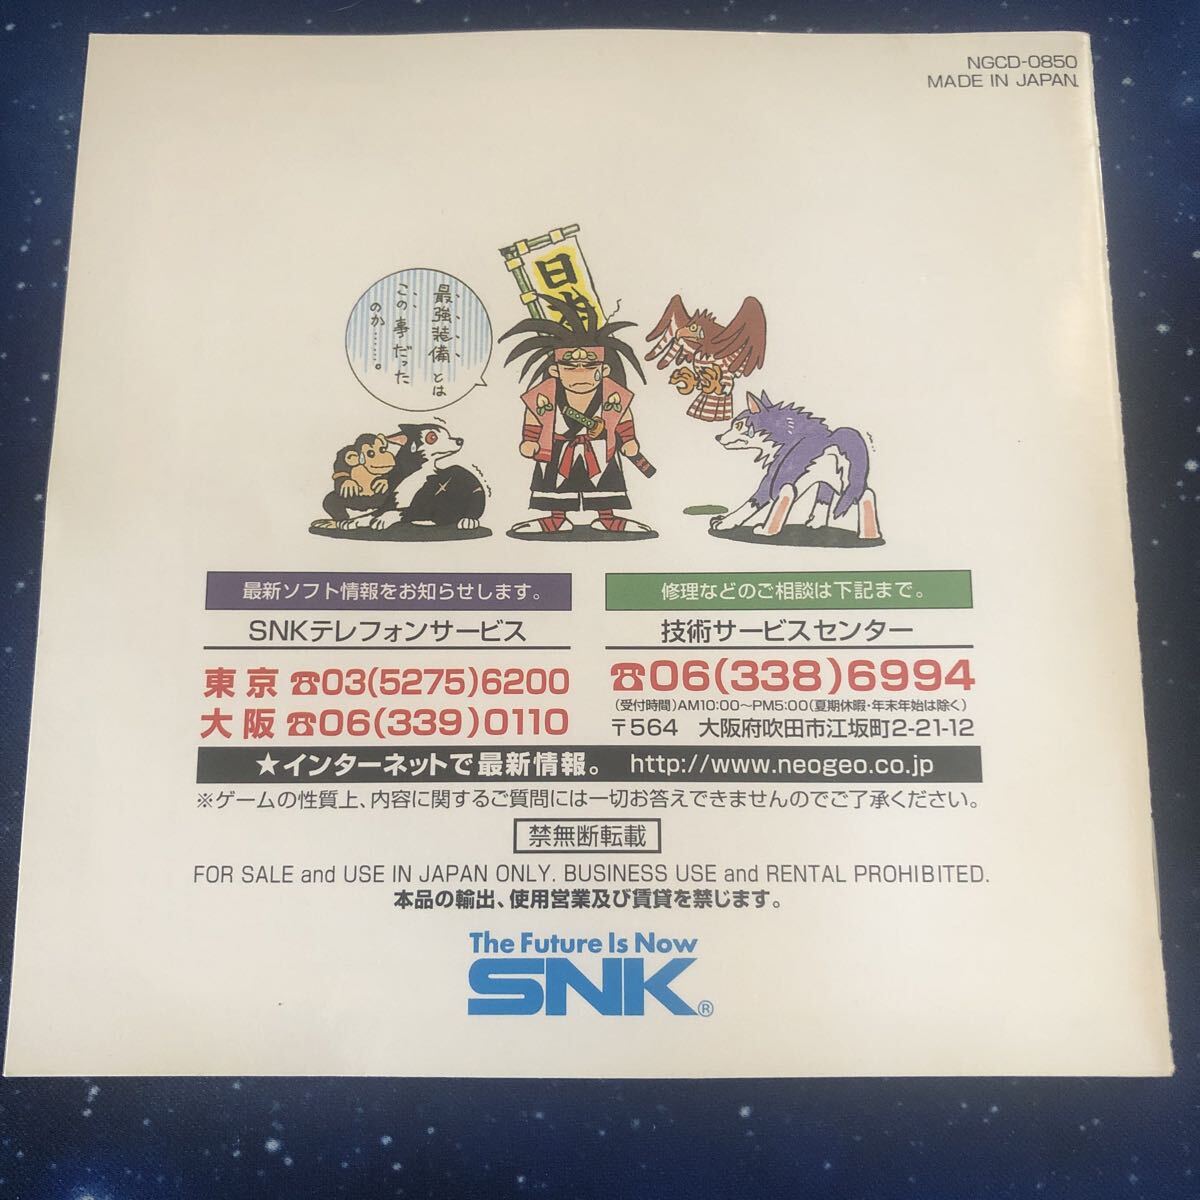 NGCD-0850
MADE IN JAPAN
日本
最強装備とは
この事だった
のか……。
最新ソフト情報をお知らせします。
SNKテレフォンサービス
東京 ☎03(5275)6200
大阪 ☎06(339)0110
修理などのご相談は下記まで。
技術サービスセンター
☎06(338)6994
(受付時間)AM10:00〜PM5:00(夏期休暇・年末年始は除く)
〒564 大阪府吹田市江坂町2-21-12
★インターネットで最新情報。 http://www.neogeo.co.jp
※ゲームの性質上、内容に関するご質問には一切お答えできませんのでご了承ください。
禁無断転載
FOR SALE and USE IN JAPAN ONLY. BUSINESS USE and RENTAL PROHIBITED.
本品の輸出、使用営業及び賃貸を禁じます。
The Future Is Now
SNK®